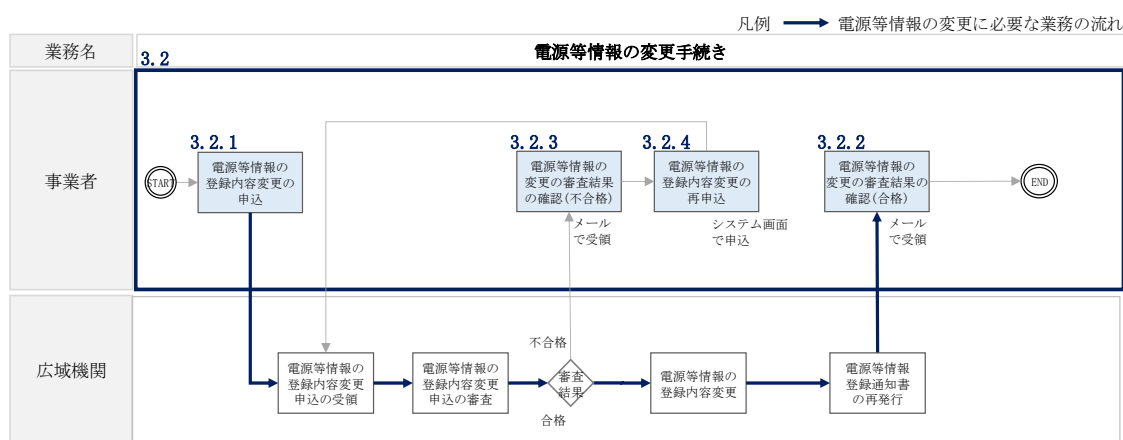 凡例 電源等情報の変更に必要な業務の流れ
業務名
電源等情報の変更手続き
3.2
事業者
START
3.2.1
電源等情報の
登録内容変更の
申込
3.2.3
電源等情報の
変更の審査結果
の確認(不合格)
メール
で受領
3.2.4
電源等情報の
登録内容変更の
再申込
システム画面
で申込
3.2.2
電源等情報の
変更の審査結果の
確認(合格)
メール
で受領
END
広域機関
電源等情報の
登録内容変更
申込の受領
電源等情報の
登録内容変更
申込の審査
不合格
審査
結果
合格
電源等情報の
登録内容変更
電源等情報
登録通知書
の再発行